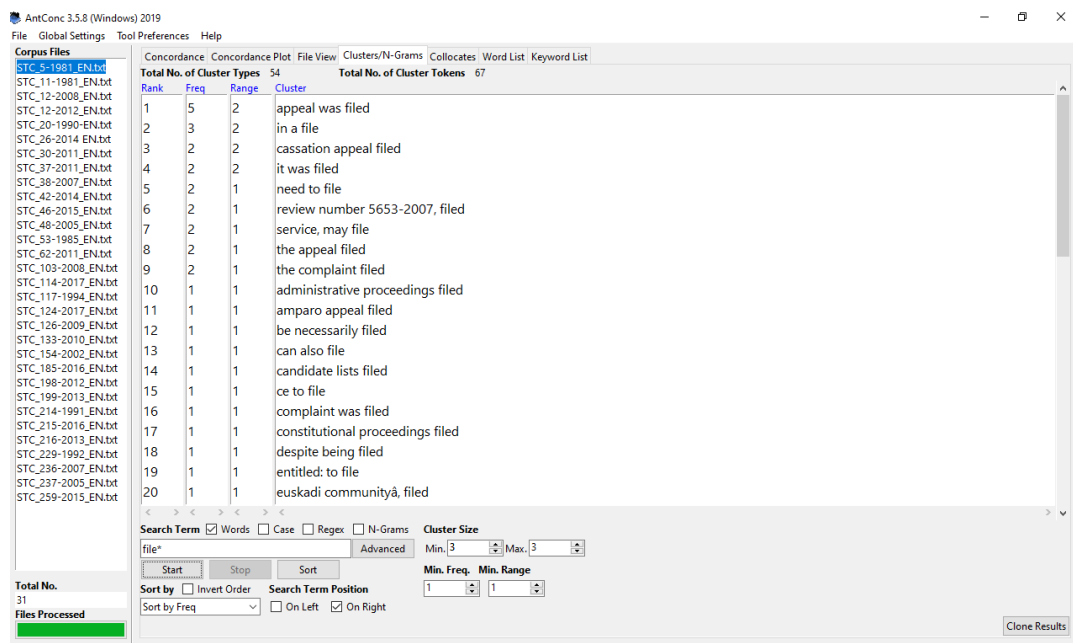 AntConc 3.5.8 (Windows) 2019
File Global Settings Tool Preferences Help
Corpus Files
STC_5-1981_EN.txt
STC_11-1981_EN.txt
STC_12-2008_EN.txt
STC_12-2012_EN.txt
STC_20-1990-EN.txt
STC_26-2014 EN.txt
STC_30-2011_EN.txt
STC_37-2011_EN.txt
STC_38-2007_EN.txt
STC_42-2014_EN.txt
STC_46-2015_EN.txt
STC_48-2005_EN.txt
STC_53-1985_EN.txt
STC_62-2011_EN.txt
STC_103-2008_EN.txt
STC_114-2017_EN.txt
STC_117-1994_EN.txt
STC_124-2017_EN.txt
STC_126-2009_EN.txt
STC_133-2010_EN.txt
STC_154-2002_EN.txt
STC_185-2016_EN.txt
STC_198-2012_EN.txt
STC_199-2013_EN.txt
STC_214-1991_EN.txt
STC_215-2016_EN.txt
STC_216-2013_EN.txt
STC_229-1992_EN.txt
STC_236-2007_EN.txt
STC_237-2005_EN.txt
STC_259-2015_EN.txt
Total No.
31
Files Processed
Concordance Concordance Plot File View Clusters/N-Grams Collocates Word List Keyword List
Total No. of Cluster Types 54 Total No. of Cluster Tokens 67
Rank Freq Range Cluster
1 5 2 appeal was filed
2 3 2 in a file
3 2 2 cassation appeal filed
4 2 2 it was filed
5 2 1 need to file
6 2 1 review number 5653-2007, filed
7 2 1 service, may file
8 2 1 the appeal filed
9 2 1 the complaint filed
10 1 1 administrative proceedings filed
11 1 1 amparo appeal filed
12 1 1 be necessarily filed
13 1 1 can also file
14 1 1 candidate lists filed
15 1 1 ce to file
16 1 1 complaint was filed
17 1 1 constitutional proceedings filed
18 1 1 despite being filed
19 1 1 entitled: to file
20 1 1 euskadi communityâ, filed
Search Term Words Case Regex N-Grams Cluster Size
file* Advanced Min. 3 Max. 3
Start Stop Sort Min. Freq. Min. Range
Sort by Invert Order Search Term Position 1 1
Sort by Freq On Left On Right
Clone Results